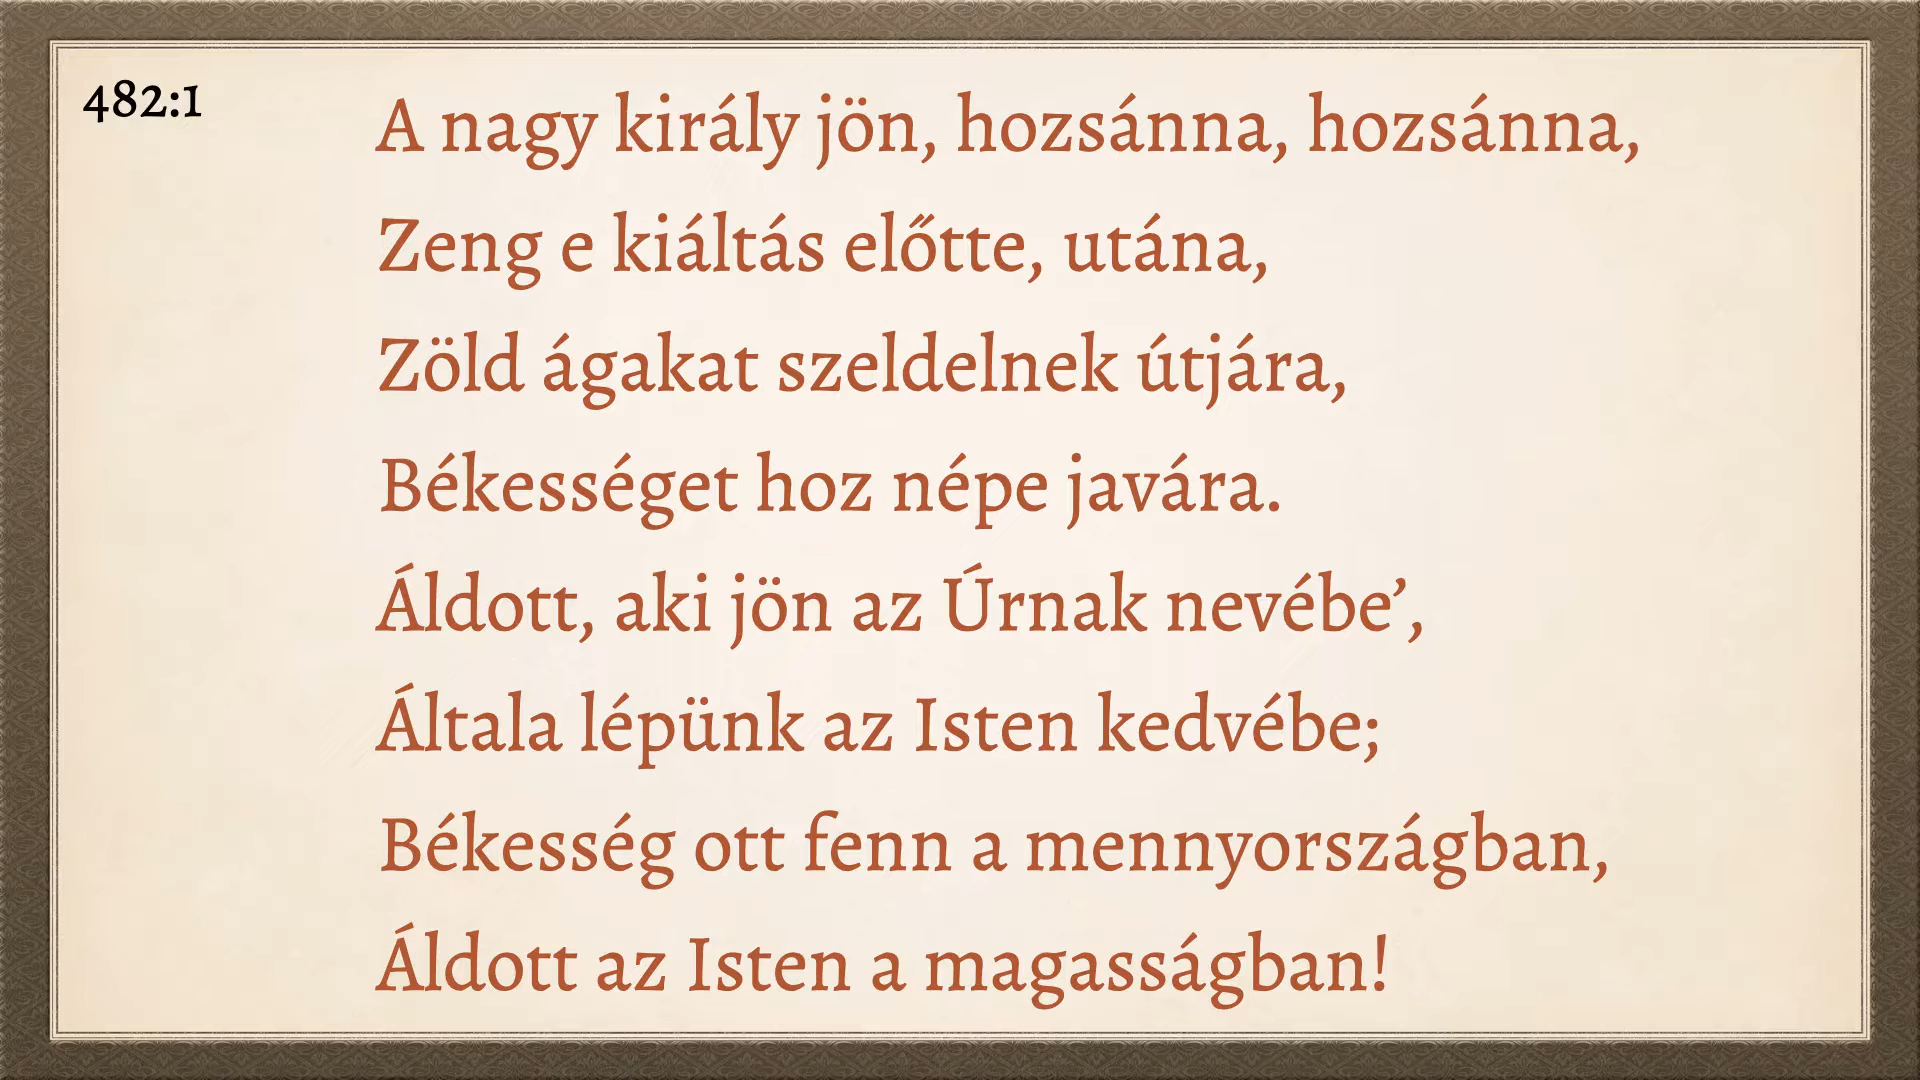 482:1
A nagy király jön, hozsánna, hozsánna,
Zeng e kiáltás előtte, utána,
Zöld ágakat szeldelnek útjára,
Békességet hoz népe javára.
Áldott, aki jön az Úrnak nevébe’,
Általa lépünk az Isten kedvébe;
Békesség ott fenn a mennyországban,
Áldott az Isten a magasságban!